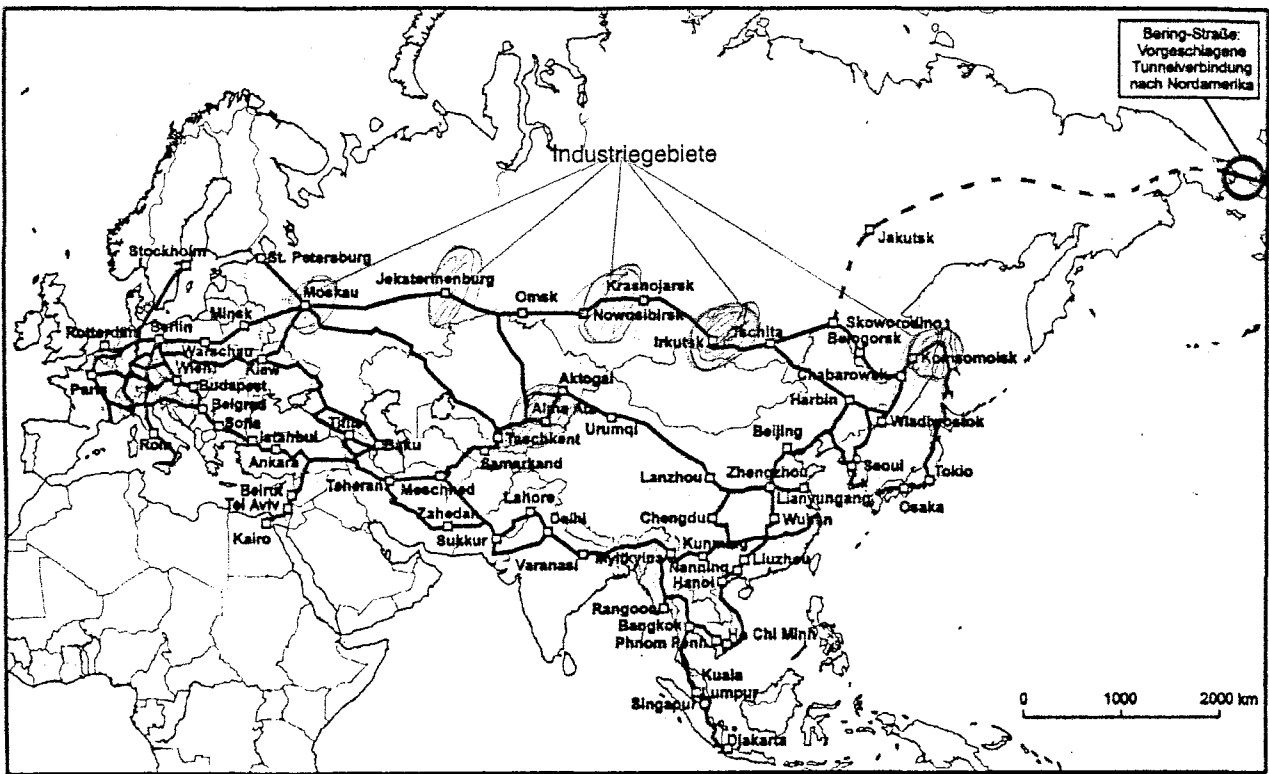 Bering-Straße:
Vorgeschlagene
Tunnelverbindung
nach Nordamerika
Industriegebiete
Jakutsk
Stockholm
St. Petersburg
Jekaterinenburg
Moskau
Omsk
Krasnojarsk
Nowosibirsk
Minsk
Berlin
Rotterdam
Irkutsk
Tschita
Skoworodino
Belogorsk
Komsomolsk
Warschau
Wien
Kiew
Paris
Budapest
Chabarowsk
Aktogai
Harbin
Belgrad
Alma Ata
Sofia
Tiflis
Urumqi
Wladiwostok
Rom
Istanbul
Baku
Taschkent
Beijing
Ankara
Samarkand
Seoul
Tokio
Lanzhou
Zhengzhou
Teheran
Meschhed
Beirut
Lianyungang
Osaka
Tel Aviv
Lahore
Zahedan
Delhi
Chengdu
Wuhan
Kairo
Sukkur
Kunming
Varanasi
Myitkyina
Nanning
Liuzhou
Hanoi
Rangoon
Bangkok
Ho Chi Minh
Phnom Penh
Kuala
Lumpur
Singapur
Djakarta
0 1000 2000 km